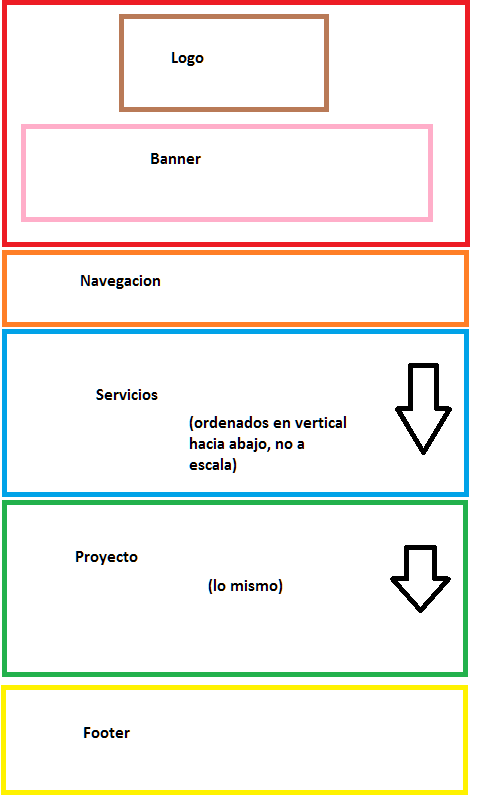 Logo
Banner
Navegacion
Servicios
(ordenados en vertical
hacia abajo, no a
escala)
Proyecto
(lo mismo)
Footer